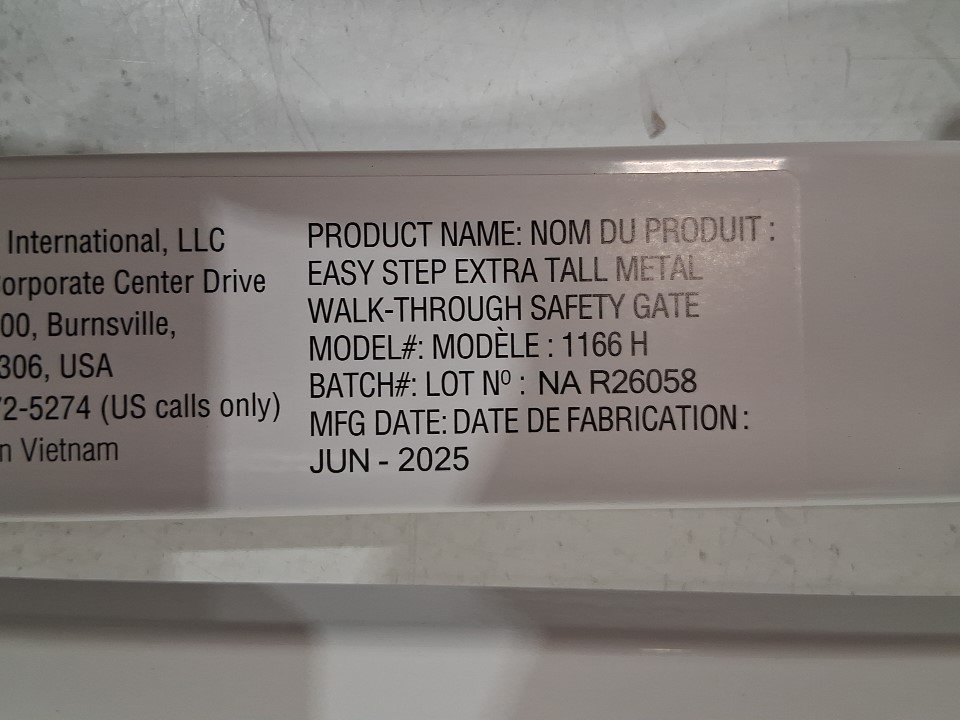 International, LLC
orporate Center Drive
00, Burnsville,
306, USA
2-5274 (US calls only)
n Vietnam
PRODUCT NAME: NOM DU PRODUIT :
EASY STEP EXTRA TALL METAL
WALK-THROUGH SAFETY GATE
MODEL#: MODÈLE : 1166 H
BATCH#: LOT Nº : NA R26058
MFG DATE: DATE DE FABRICATION :
JUN - 2025